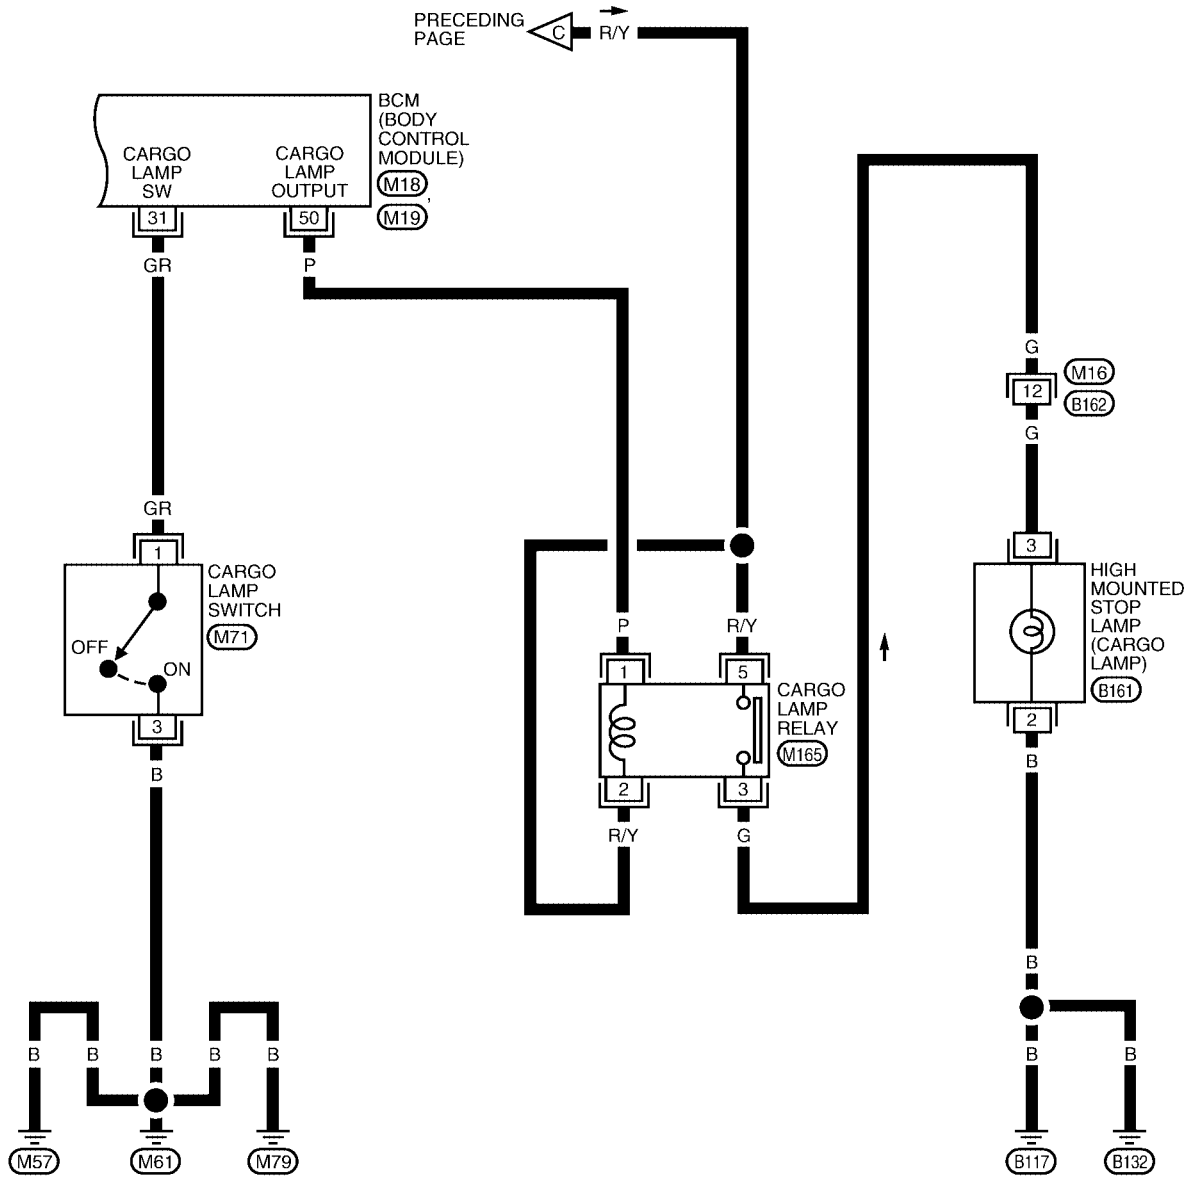 PRECEDING
PAGE
C
R/Y
BCM
(BODY
CONTROL
MODULE)
M18
,
M19
CARGO
LAMP
SW
CARGO
LAMP
OUTPUT
31
50
GR
P
G
12
M16
B162
G
GR
1
CARGO
LAMP
SWITCH
M71
OFF
ON
3
B
P
R/Y
1
5
CARGO
LAMP
RELAY
M165
2
3
R/Y
G
3
HIGH
MOUNTED
STOP
LAMP
(CARGO
LAMP)
B161
2
B
B
B
B
B
B
B
B
B
M57
M61
M79
B117
B132